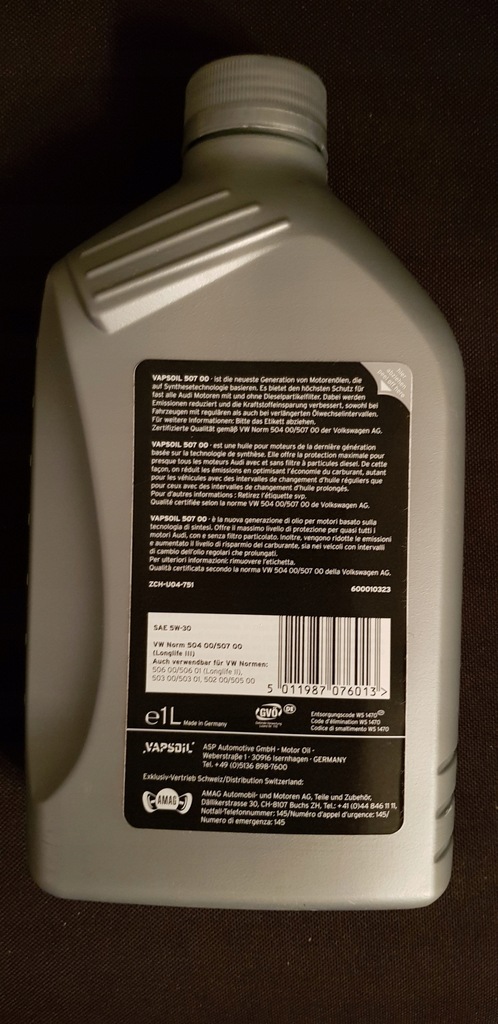 hier
abziehen
peel off here
VAPSOIL 507 00 - ist die neueste Generation von Motorenölen, die
auf Synthesetechnologie basieren. Es bietet den höchsten Schutz für
fast alle Audi Motoren mit und ohne Dieselpartikelfilter. Dabei werden
Emissionen reduziert und die Kraftstoffeinsparung verbessert, sowohl bei
Fahrzeugen mit regulären als auch bei verlängerten Ölwechselintervallen.
Für weitere Informationen: Bitte das Etikett abziehen.
Zertifizierte Qualität gemäß VW Norm 504 00/507 00 der Volkswagen AG.
VAPSOIL 507 00 - est une huile pour moteurs de la dernière génération
basée sur la technologie de synthèse. Elle offre la protection maximale pour
presque tous les moteurs Audi avec et sans filtre à particules diesel. De cette
façon, on réduit les émissions en optimisant l'économie du carburant, autant
pour les véhicules avec des intervalles de changement d'huile réguliers que
pour ceux avec des intervalles de changement d'huile prolongés.
Pour d'autres informations : Retirez l'étiquette svp.
Qualité certifiée selon la norme VW 504 00/507 00 de Volkswagen AG.
VAPSOIL 507 00 - è la nuova generazione di olio per motori basato sulla
tecnologia di sintesi. Offre il massimo livello di protezione per quasi tutti i
motori Audi, con e senza filtro particolato. Inoltre, vengono ridotte le emissioni
e aumentato il livello di risparmio del carburante, sia nei veicoli con intervalli
di cambio dell'olio regolari che prolungati.
Per ulteriori informazioni: rimuovere l'etichetta.
Qualità certificata secondo la norma VW 504 00/507 00 della Volkswagen AG.
ZCH-U04-751 600010323
SAE 5W-30
VW Norm 504 00/507 00
(Longlife III)
Auch verwendbar für VW Normen:
506 00/506 01 (Longlife II),
503 00/503 01, 502 00/505 00
5 011987 076013 >
e1L Made in Germany
GVÖ DE
Entsorgungscode WS 1470
Code d'élimination WS 1470
Codice di smaltimento WS 1470
VAPSOIL
ASP Automotive GmbH · Motor Oil ·
Weberstraße 1 · 30916 Isernhagen · GERMANY
Tel. +49 (0)5136 898-7600
Exklusiv-Vertrieb Schweiz/Distribution Switzerland:
AMAG
AMAG Automobil- und Motoren AG, Teile und Zubehör,
Dällikerstrasse 30, CH-8107 Buchs ZH, Tel.: +41 (0)44 846 11 11,
Notfall-Telefonnummer: 145/Numéro d'appel d'urgence: 145/
Numero di emergenza: 145